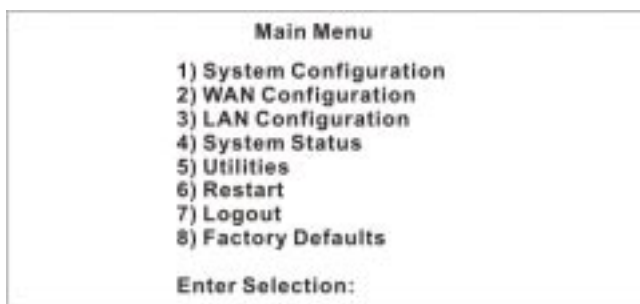 Main Menu
1) System Configuration
2) WAN Configuration
3) LAN Configuration
4) System Status
5) Utilities
6) Restart
7) Logout
8) Factory Defaults
Enter Selection: